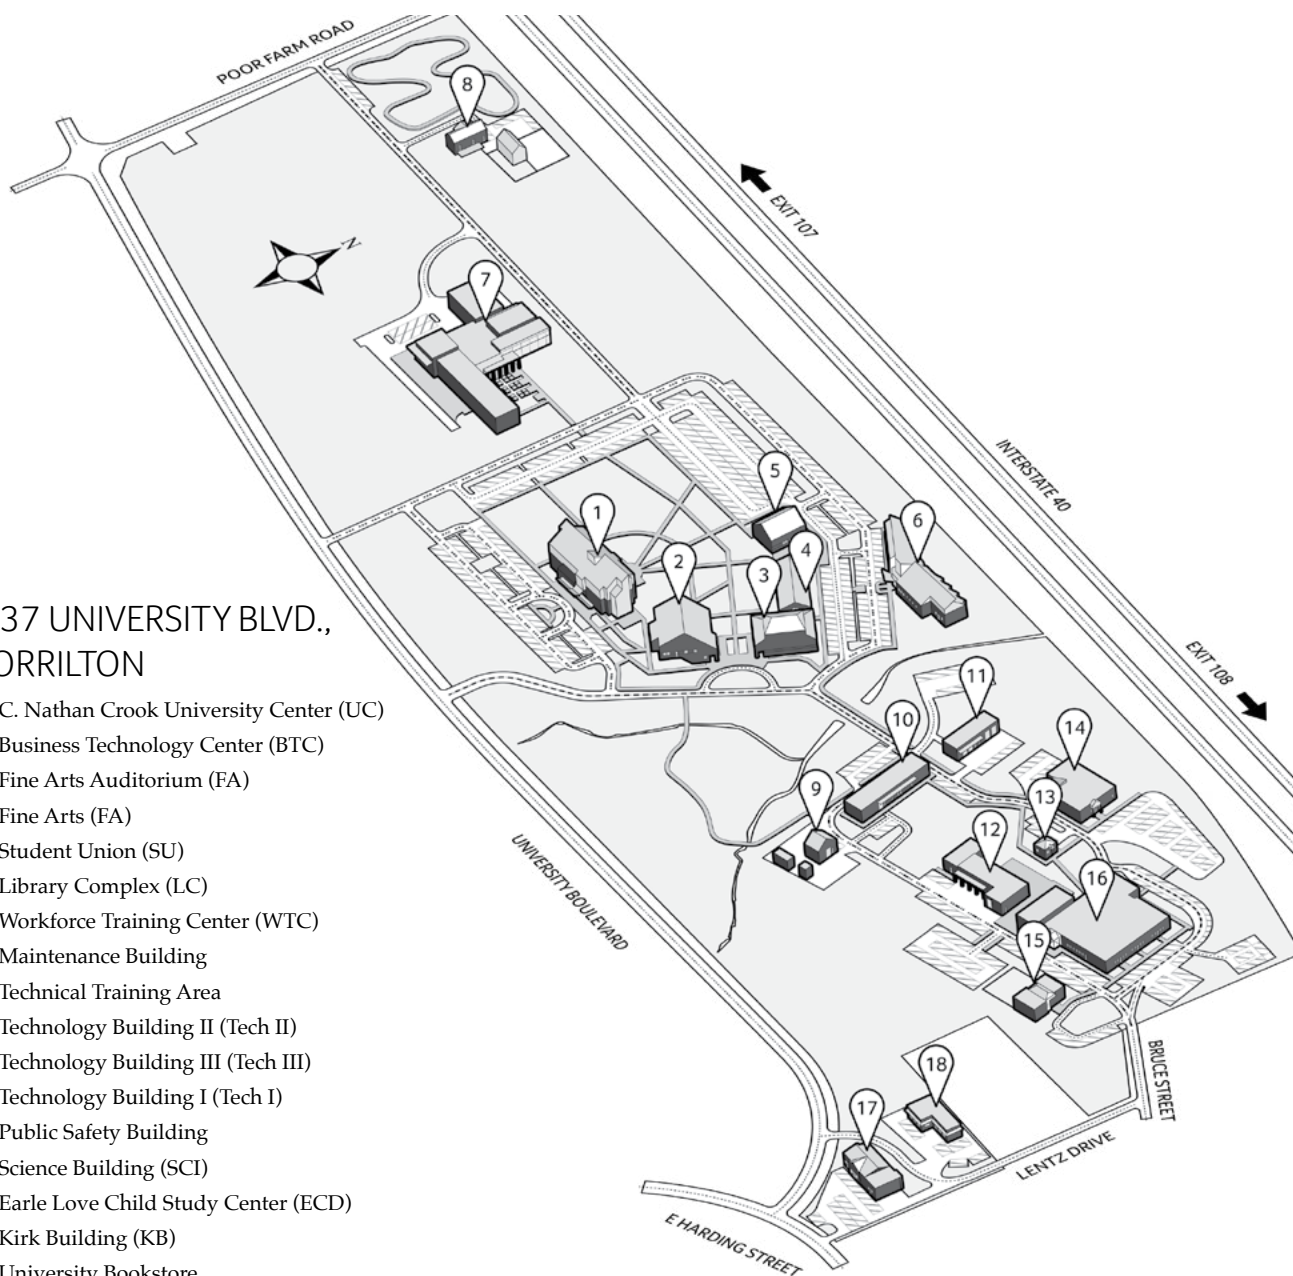 POOR FARM ROAD
8
EXIT 107
N
7
INTERSTATE 40
5
1
6
4
2
3
37 UNIVERSITY BLVD.,
ORRILTON
EXIT 108
11
10
14
9
13
12
16
15
C. Nathan Crook University Center (UC)
Business Technology Center (BTC)
Fine Arts Auditorium (FA)
Fine Arts (FA)
Student Union (SU)
Library Complex (LC)
Workforce Training Center (WTC)
Maintenance Building
Technical Training Area
Technology Building II (Tech II)
Technology Building III (Tech III)
Technology Building I (Tech I)
Public Safety Building
Science Building (SCI)
Earle Love Child Study Center (ECD)
Kirk Building (KB)
University Bookstore
UNIVERSITY BOULEVARD
18
17
BRUCE STREET
LENTZ DRIVE
E HARDING STREET